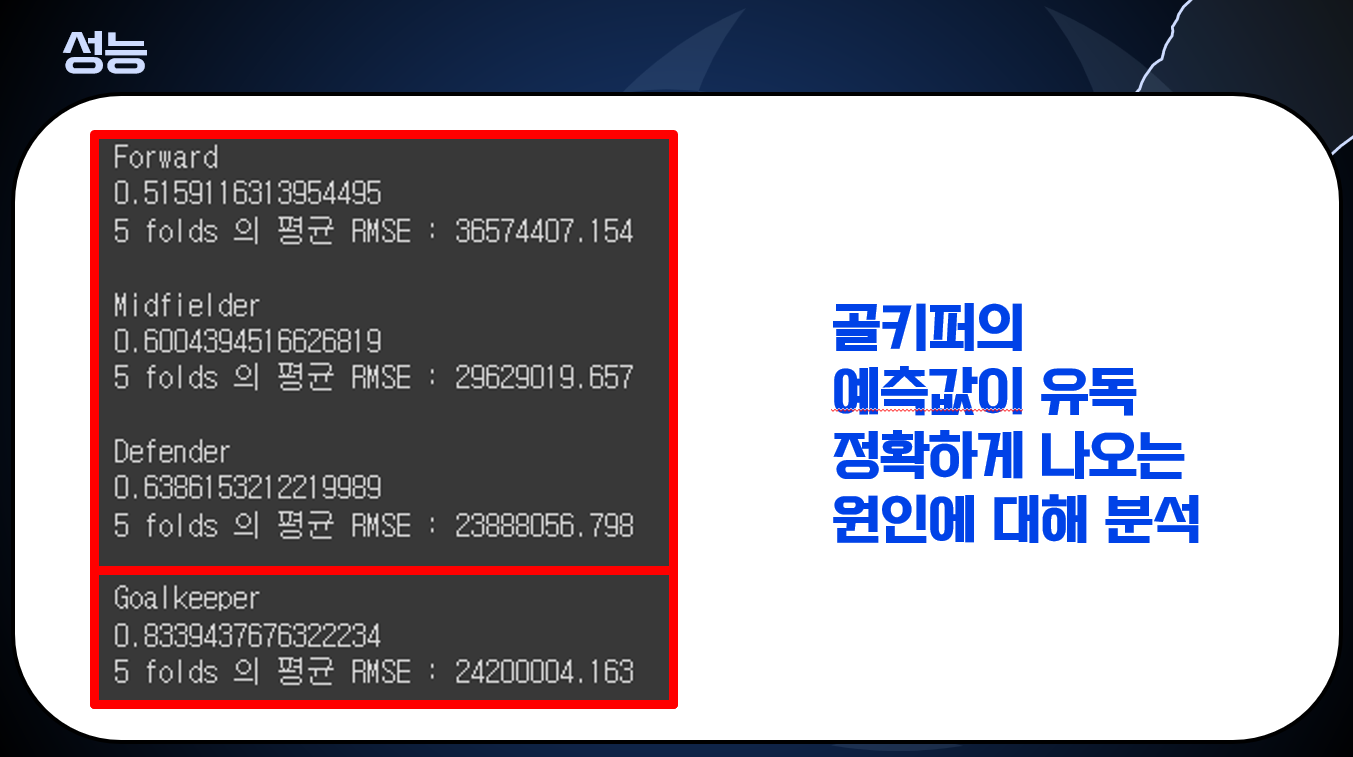 성능
Forward
0.5159116313954495
5 folds 의 평균 RMSE : 36574407.154
Midfielder
0.6004394516626819
5 folds 의 평균 RMSE : 29629019.657
Defender
0.6386153212219989
5 folds 의 평균 RMSE : 23888056.798
Goalkeeper
0.8339437676322234
5 folds 의 평균 RMSE : 24200004.163
골키퍼의
예측값이 유독
정확하게 나오는
원인에 대해 분석